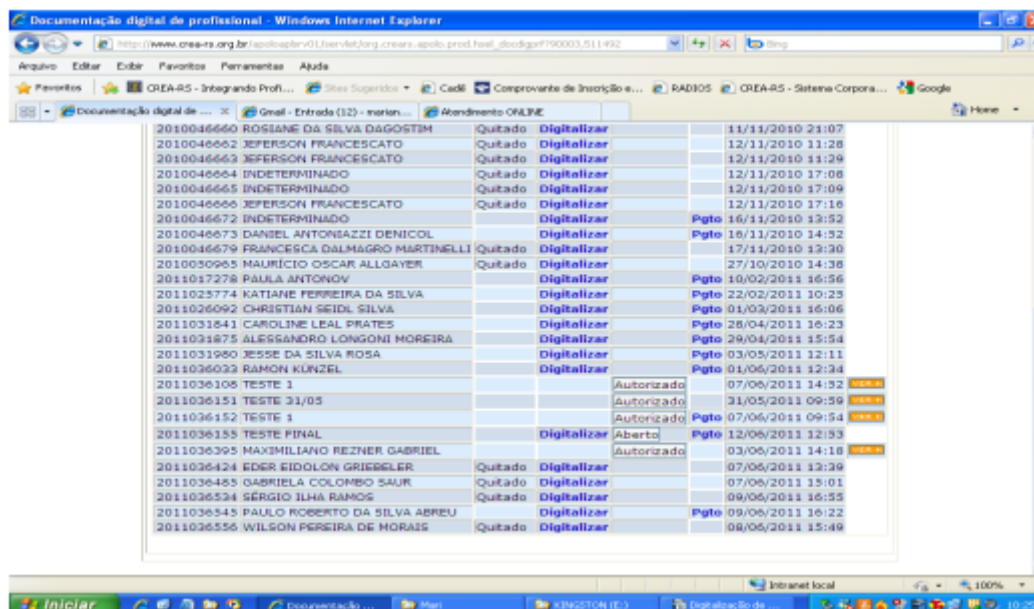 Documentação digital de profissional - Windows Internet Explorer
Bing
Arquivo Editar Exibir Favoritos Ferramentas Ajuda
Favoritos CREA-RS - Integrando Profi... Sites Sugeridos Cadê Comprovante de Inscrição e... RADIOS CREA-RS - Sistema Corpora... Google
Documentação digital de ... Gmail - Entrada (12) - marian... Atendimento ONLINE Home
2010046660 ROSIANE DA SILVA DAGOSTIM Quitado Digitalizar 11/11/2010 21:07
2010046662 JEFERSON FRANCESCATO Quitado Digitalizar 12/11/2010 11:28
2010046663 JEFERSON FRANCESCATO Quitado Digitalizar 12/11/2010 11:29
2010046664 INDETERMINADO Quitado Digitalizar 12/11/2010 17:08
2010046665 INDETERMINADO Quitado Digitalizar 12/11/2010 17:09
2010046666 JEFERSON FRANCESCATO Quitado Digitalizar 12/11/2010 17:16
2010046672 INDETERMINADO Digitalizar Pgto 16/11/2010 13:52
2010046673 DANIEL ANTONIAZZI DENICOL Digitalizar Pgto 16/11/2010 14:52
2010046679 FRANCESCA DALMAGRO MARTINELLI Quitado Digitalizar 17/11/2010 13:30
2010050965 MAURÍCIO OSCAR ALLGAYER Quitado Digitalizar 27/10/2010 14:38
2011017278 PAULA ANTONOV Digitalizar Pgto 10/02/2011 16:56
2011023774 KATIANE FERREIRA DA SILVA Digitalizar Pgto 22/02/2011 10:25
2011026092 CHRISTIAN SEIDL SILVA Digitalizar Pgto 01/03/2011 16:06
2011031841 CAROLINE LEAL PRATES Digitalizar Pgto 28/04/2011 16:23
2011031875 ALESSANDRO LONGONI MOREIRA Digitalizar Pgto 29/04/2011 15:54
2011031980 JESSE DA SILVA ROSA Digitalizar Pgto 03/05/2011 12:11
2011036033 RAMON KÜNZEL Digitalizar Pgto 01/06/2011 12:34
2011036108 TESTE 1 Autorizado 07/06/2011 14:52 VER +
2011036151 TESTE 31/05 Autorizado 31/05/2011 09:59 VER +
2011036152 TESTE 1 Autorizado Pgto 07/06/2011 09:54 VER +
2011036155 TESTE FINAL Digitalizar Aberto Pgto 12/06/2011 12:53
2011036395 MAXIMILIANO REZNER GABRIEL Autorizado 03/06/2011 14:18 VER +
2011036424 EDER EIDOLON GRIEBELER Quitado Digitalizar 07/06/2011 13:39
2011036485 GABRIELA COLOMBO SAUR Quitado Digitalizar 07/06/2011 15:01
2011036534 SÉRGIO ILHA RAMOS Quitado Digitalizar 09/06/2011 16:55
2011036545 PAULO ROBERTO DA SILVA ABREU Digitalizar Pgto 09/06/2011 16:22
2011036556 WILSON PEREIRA DE MORAIS Quitado Digitalizar 08/06/2011 15:49
Intranet local 100%
Iniciar Documentação ... Mari KINGSTON (E:) Digitalização de ...